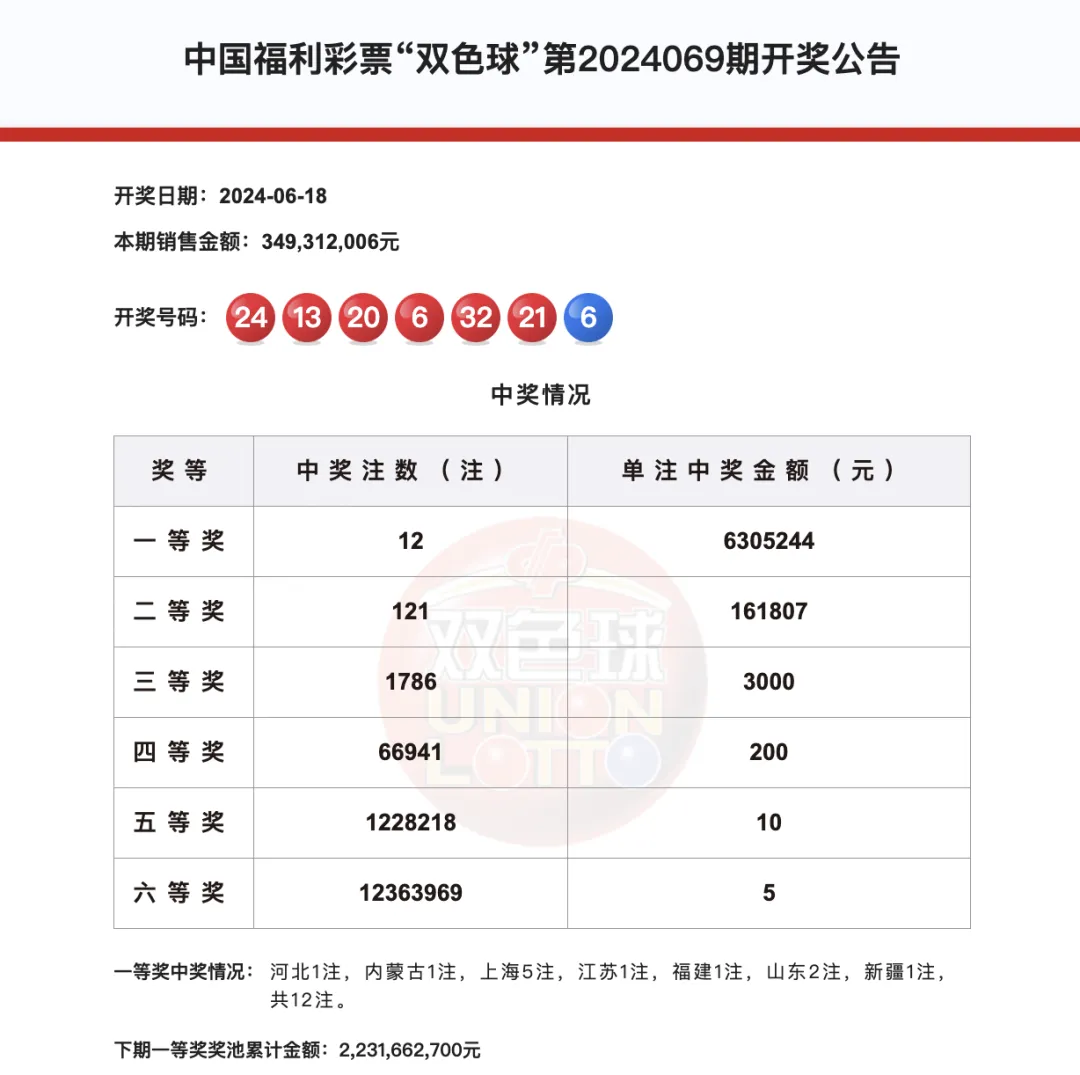 中国福利彩票“双色球”第2024069期开奖公告
开奖日期：2024-06-18
本期销售金额：349,312,006元
开奖号码： 24 13 20 6 32 21 6
中奖情况
奖等 中奖注数（注） 单注中奖金额（元）
一等奖 12 6305244
二等奖 121 161807
三等奖 1786 3000
四等奖 66941 200
五等奖 1228218 10
六等奖 12363969 5
双色球
UNION
LOTTO
一等奖中奖情况： 河北1注，内蒙古1注，上海5注，江苏1注，福建1注，山东2注，新疆1注，
共12注。
下期一等奖奖池累计金额：2,231,662,700元